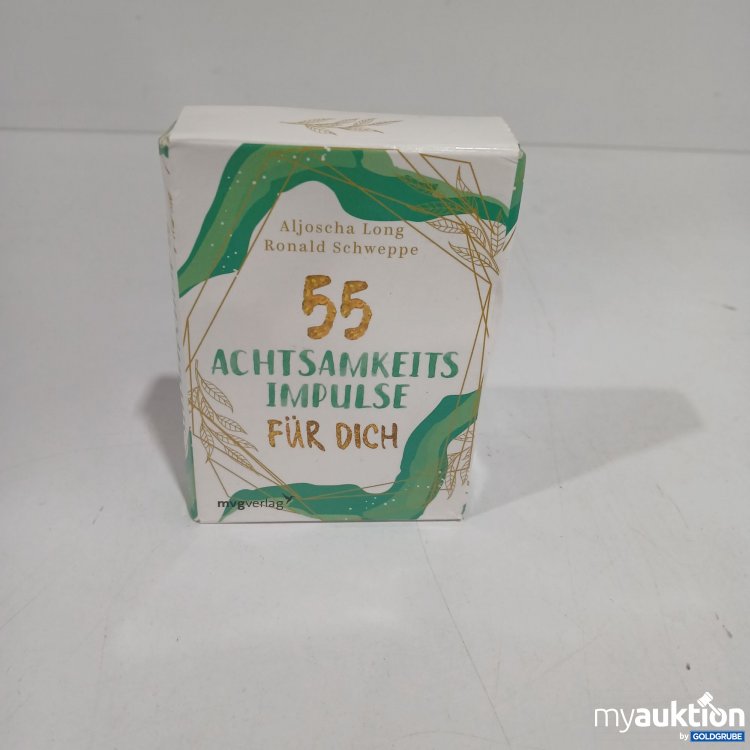 Aljoscha Long
Ronald Schweppe
55
ACHTSAMKEITS
IMPULSE
FÜR DICH
mvgverlag
myauktion
by GOLDGRUBE